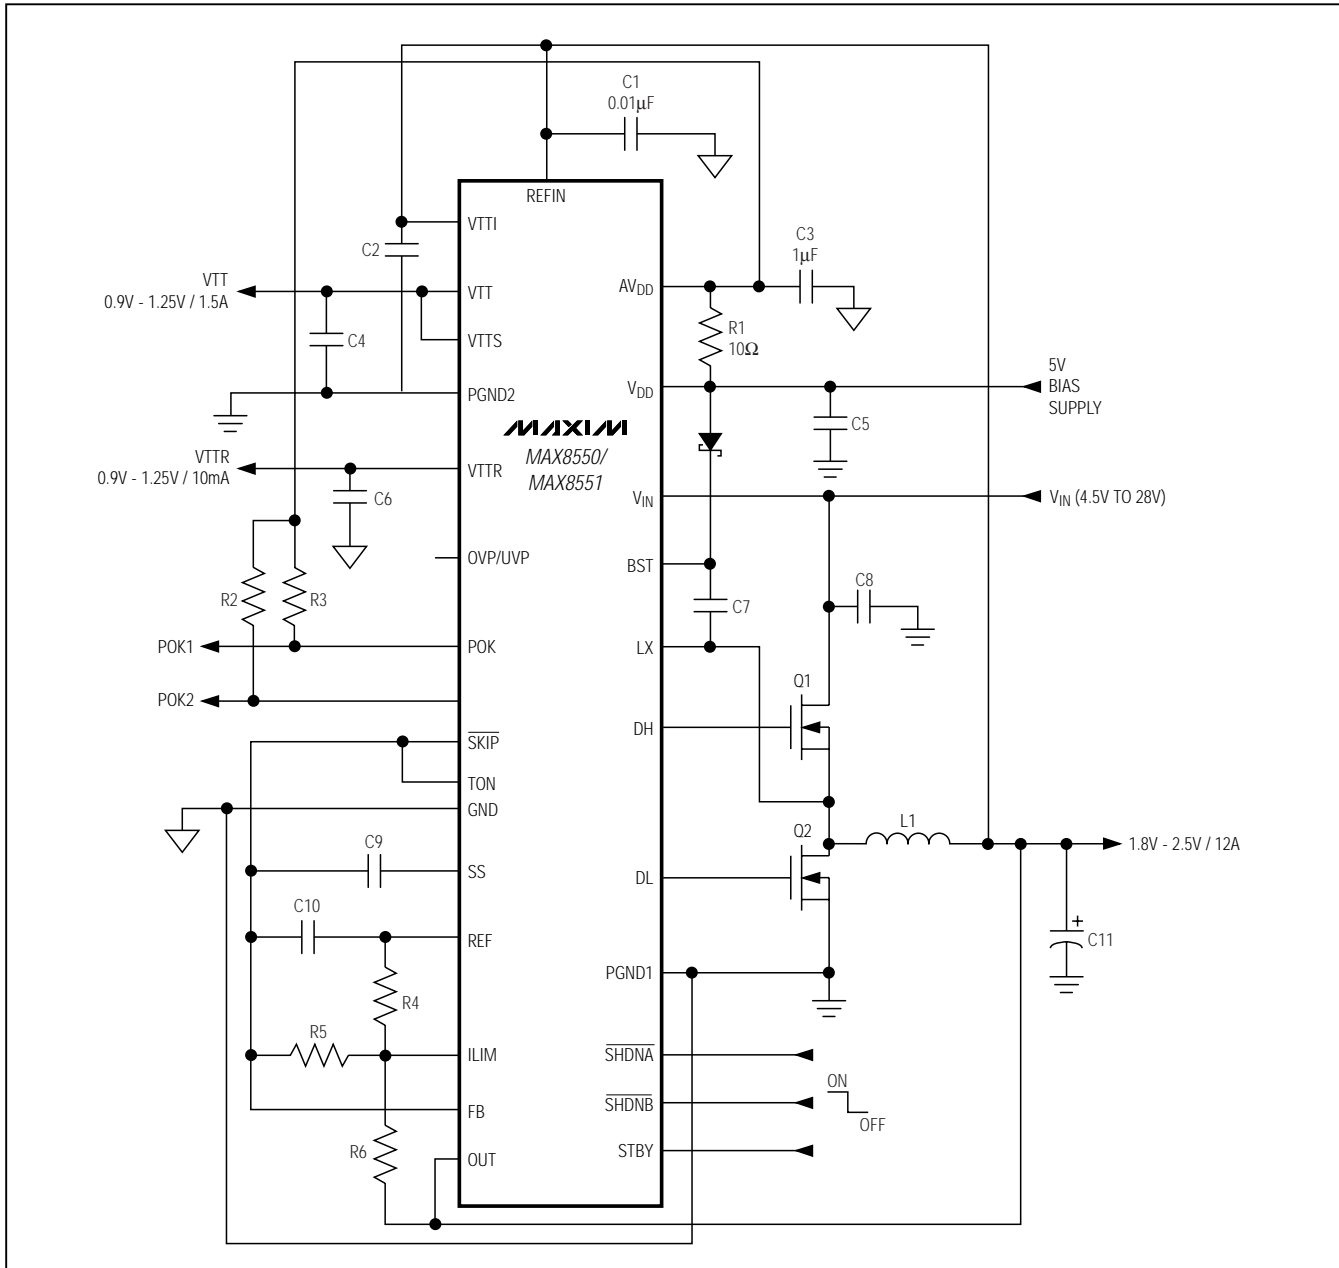 C1
0.01µF
REFIN
VTTI
C2
C3
1µF
VTT
0.9V - 1.25V / 1.5A
VTT
AVDD
VTTS
C4
R1
10Ω
5V
BIAS
SUPPLY
VDD
PGND2
C5
MAXIM
MAX8550/
MAX8551
VTTR
0.9V - 1.25V / 10mA
VTTR
C6
VIN
VIN (4.5V TO 28V)
OVP/UVP
BST
C8
R2
R3
C7
POK1
POK
LX
Q1
POK2
DH
SKIP
TON
GND
L1
Q2
C9
1.8V - 2.5V / 12A
SS
DL
C10
+
C11
REF
PGND1
R4
R5
ILIM
SHDNA
ON
SHDNB
OFF
FB
R6
OUT
STBY